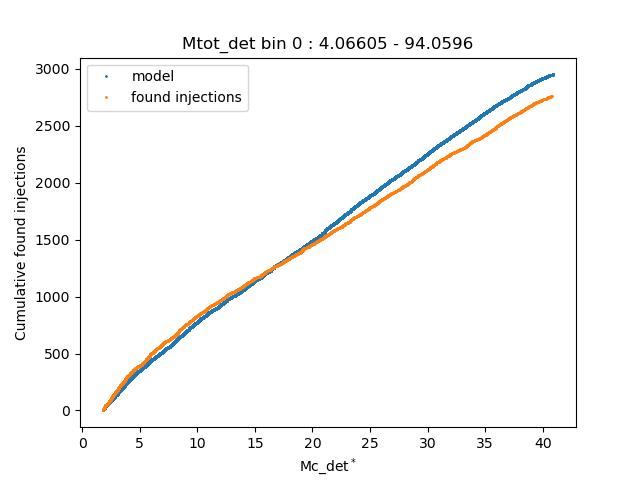 Mtot_det bin 0 : 4.06605 - 94.0596
model
found injections
3000
2500
2000
1500
1000
500
0
Cumulative found injections
0 5 10 15 20 25 30 35 40
Mc_det*